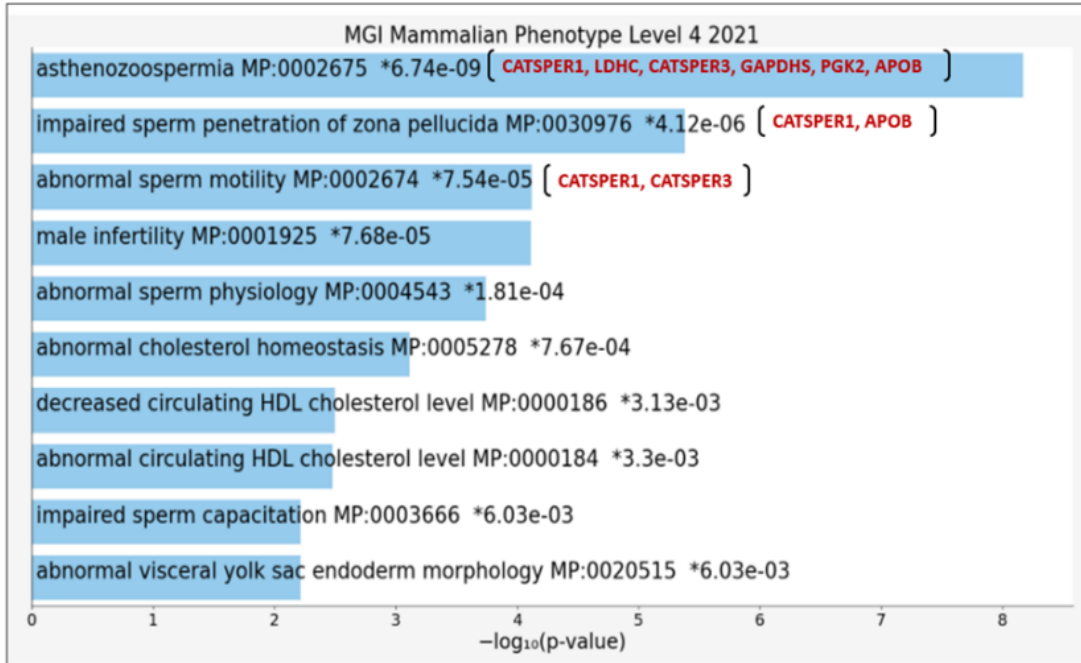 MGI Mammalian Phenotype Level 4 2021
asthenozoospermia MP:0002675 *6.74e-09 [ CATSPER1, LDHC, CATSPER3, GAPDHS, PGK2, APOB ]
impaired sperm penetration of zona pellucida MP:0030976 *4.12e-06 [ CATSPER1, APOB ]
abnormal sperm motility MP:0002674 *7.54e-05 [ CATSPER1, CATSPER3 ]
male infertility MP:0001925 *7.68e-05
abnormal sperm physiology MP:0004543 *1.81e-04
abnormal cholesterol homeostasis MP:0005278 *7.67e-04
decreased circulating HDL cholesterol level MP:0000186 *3.13e-03
abnormal circulating HDL cholesterol level MP:0000184 *3.3e-03
impaired sperm capacitation MP:0003666 *6.03e-03
abnormal visceral yolk sac endoderm morphology MP:0020515 *6.03e-03
0 1 2 3 4 5 6 7 8
−log₁₀(p-value)